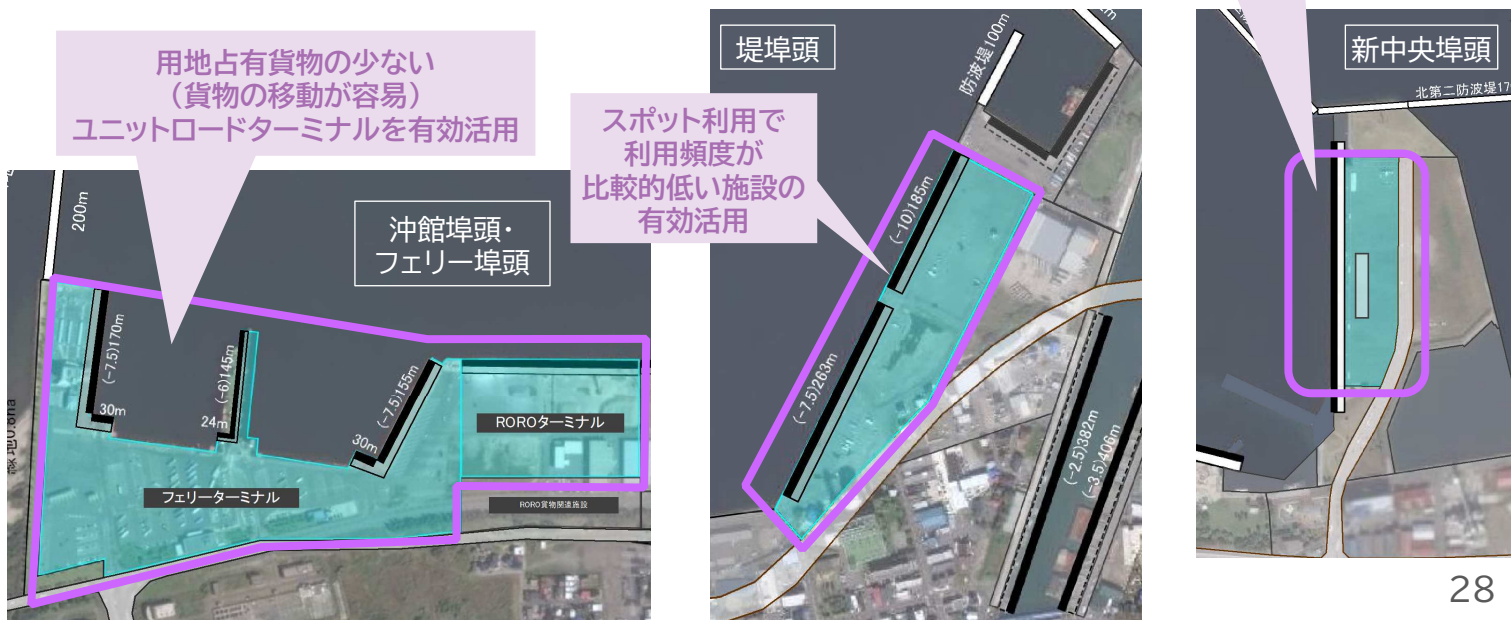 用地占有貨物の少ない
（貨物の移動が容易）
ユニットロードターミナルを有効活用
200m
沖館埠頭・
フェリー埠頭
(-7.5)170m
30m
(-6)145m
24m
(-7.5)155m
30m
ROROターミナル
フェリーターミナル
RORO貨物関連施設
堤埠頭
防波堤100m
スポット利用で
利用頻度が
比較的低い施設の
有効活用
(-10)185m
(-7.5)263m
(-2.5)382m
(-3.5)406m
新中央埠頭
北第二防波堤17
28